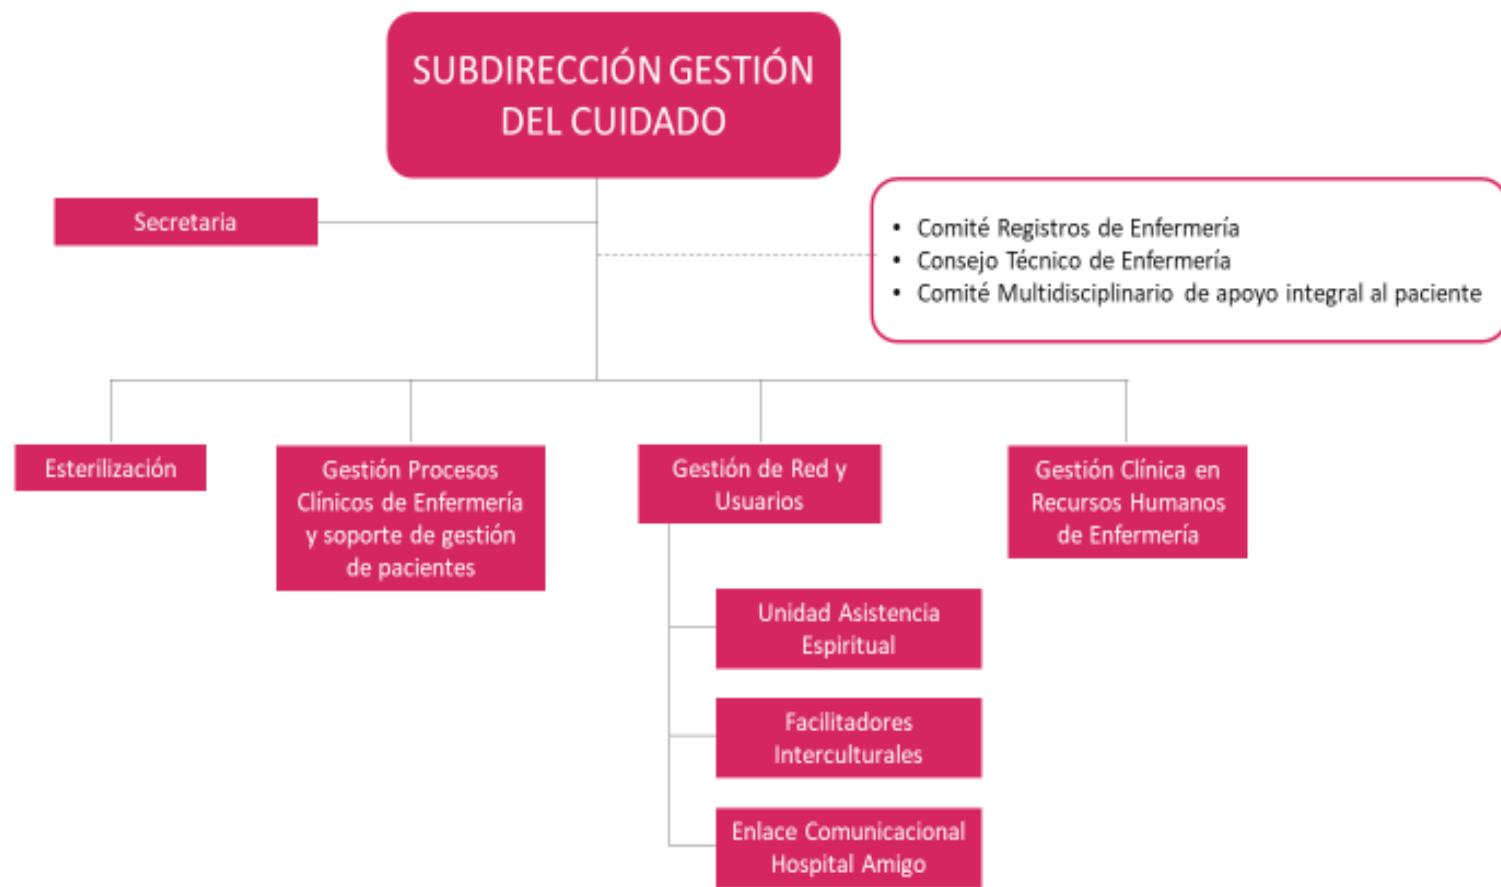 SUBDIRECCIÓN GESTIÓN
DEL CUIDADO
Secretaria
• Comité Registros de Enfermería
• Consejo Técnico de Enfermería
• Comité Multidisciplinario de apoyo integral al paciente
Esterilización
Gestión Procesos
Clínicos de Enfermería
y soporte de gestión
de pacientes
Gestión de Red y
Usuarios
Gestión Clínica en
Recursos Humanos
de Enfermería
Unidad Asistencia
Espiritual
Facilitadores
Interculturales
Enlace Comunicacional
Hospital Amigo